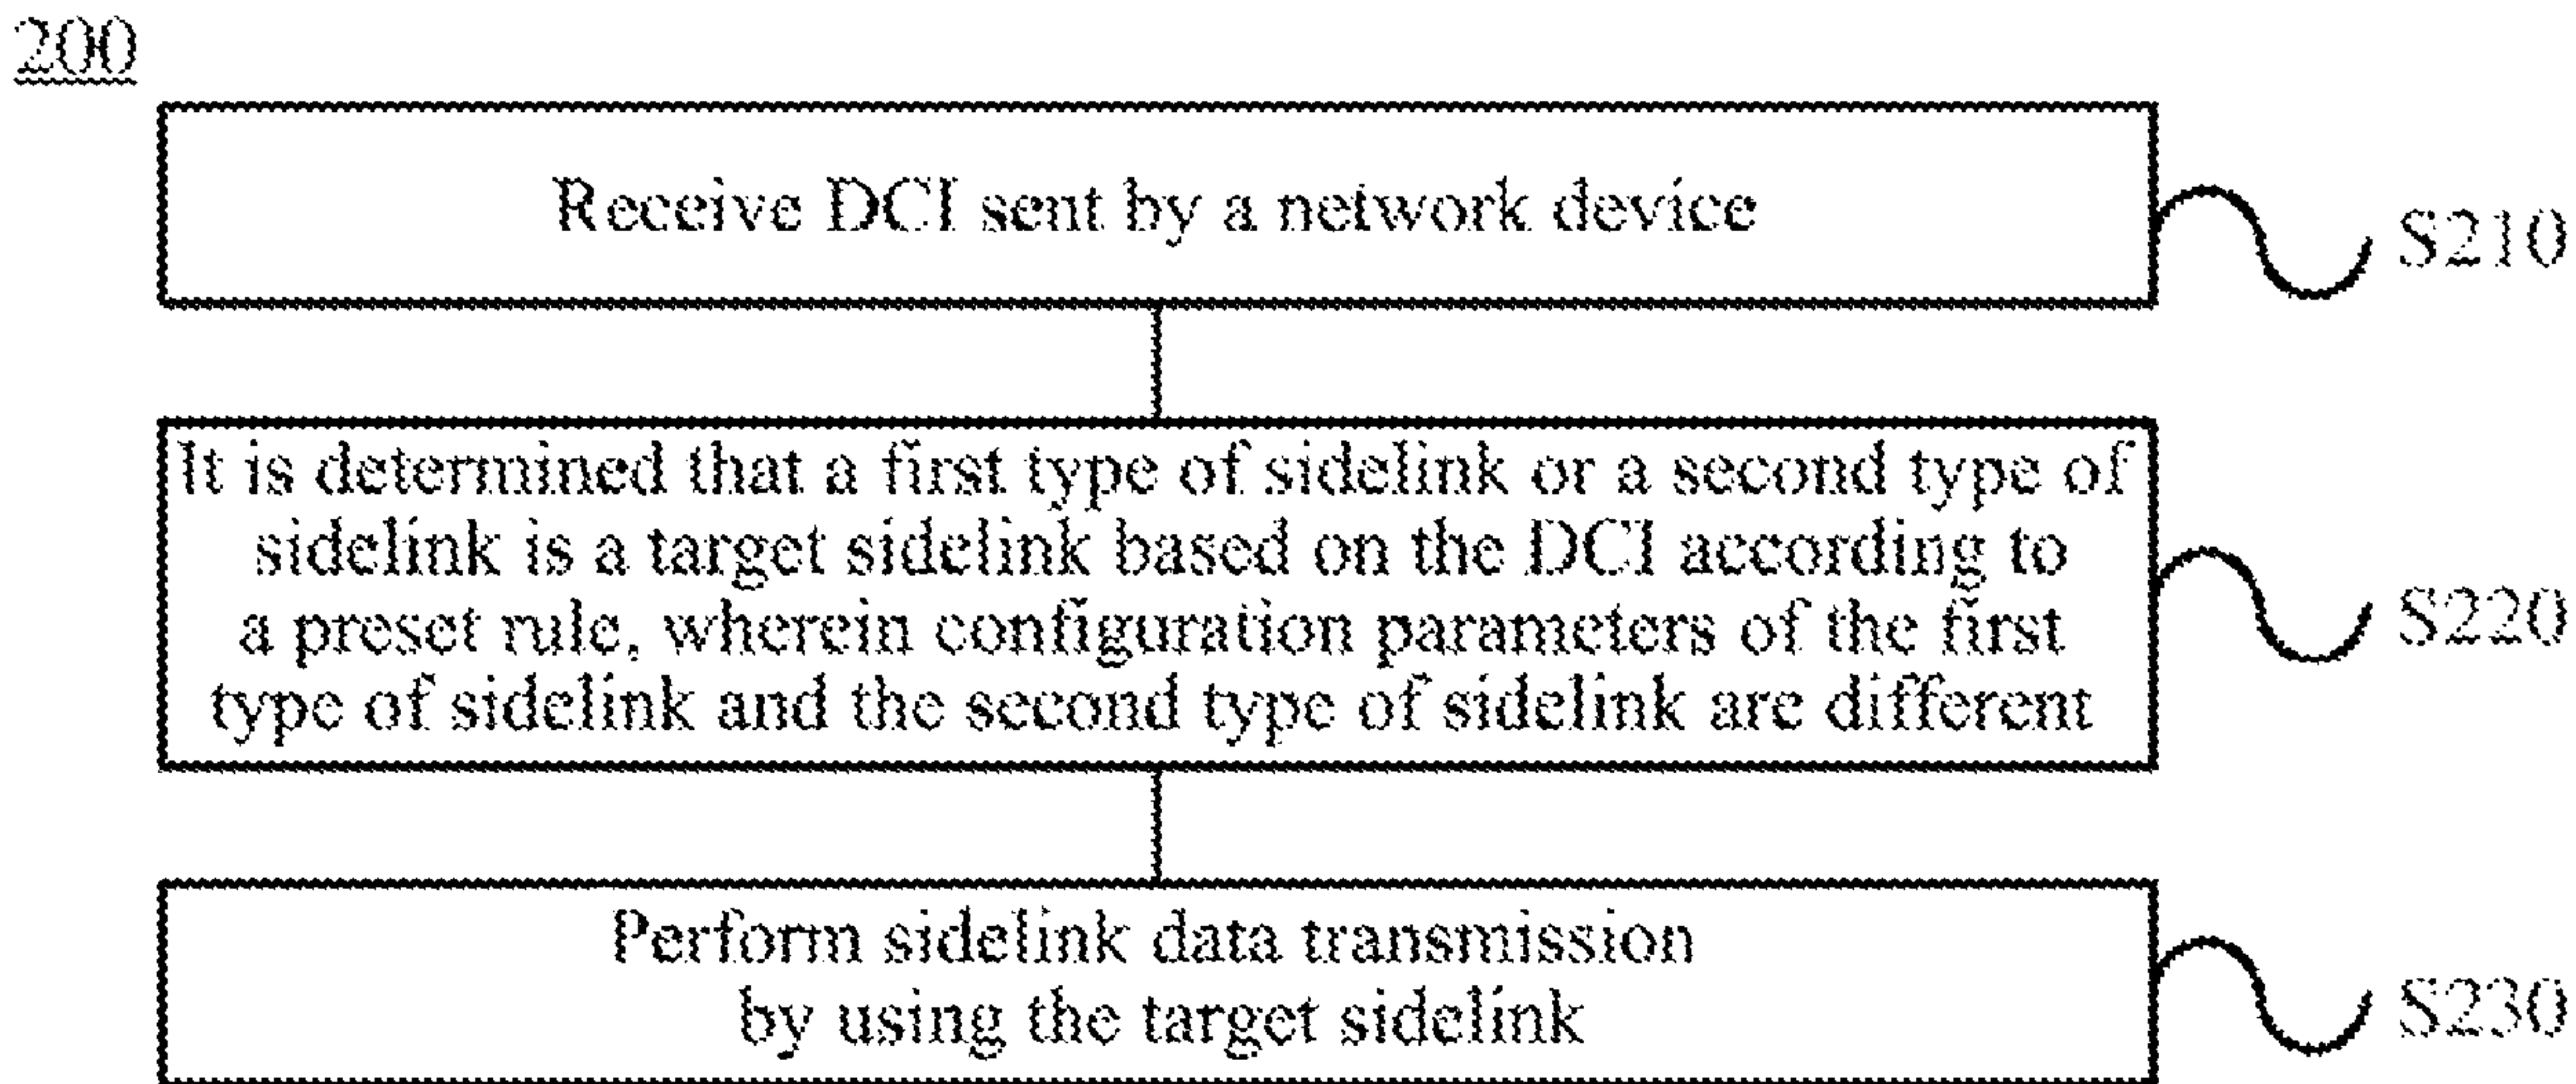 200
Receive DCI sent by a network device
S210
It is determined that a first type of sidelink or a second type of
sidelink is a target sidelink based on the DCI according to
a preset rule, wherein configuration parameters of the first
type of sidelink and the second type of sidelink are different
S220
Perform sidelink data transmission
by using the target sidelink
S230